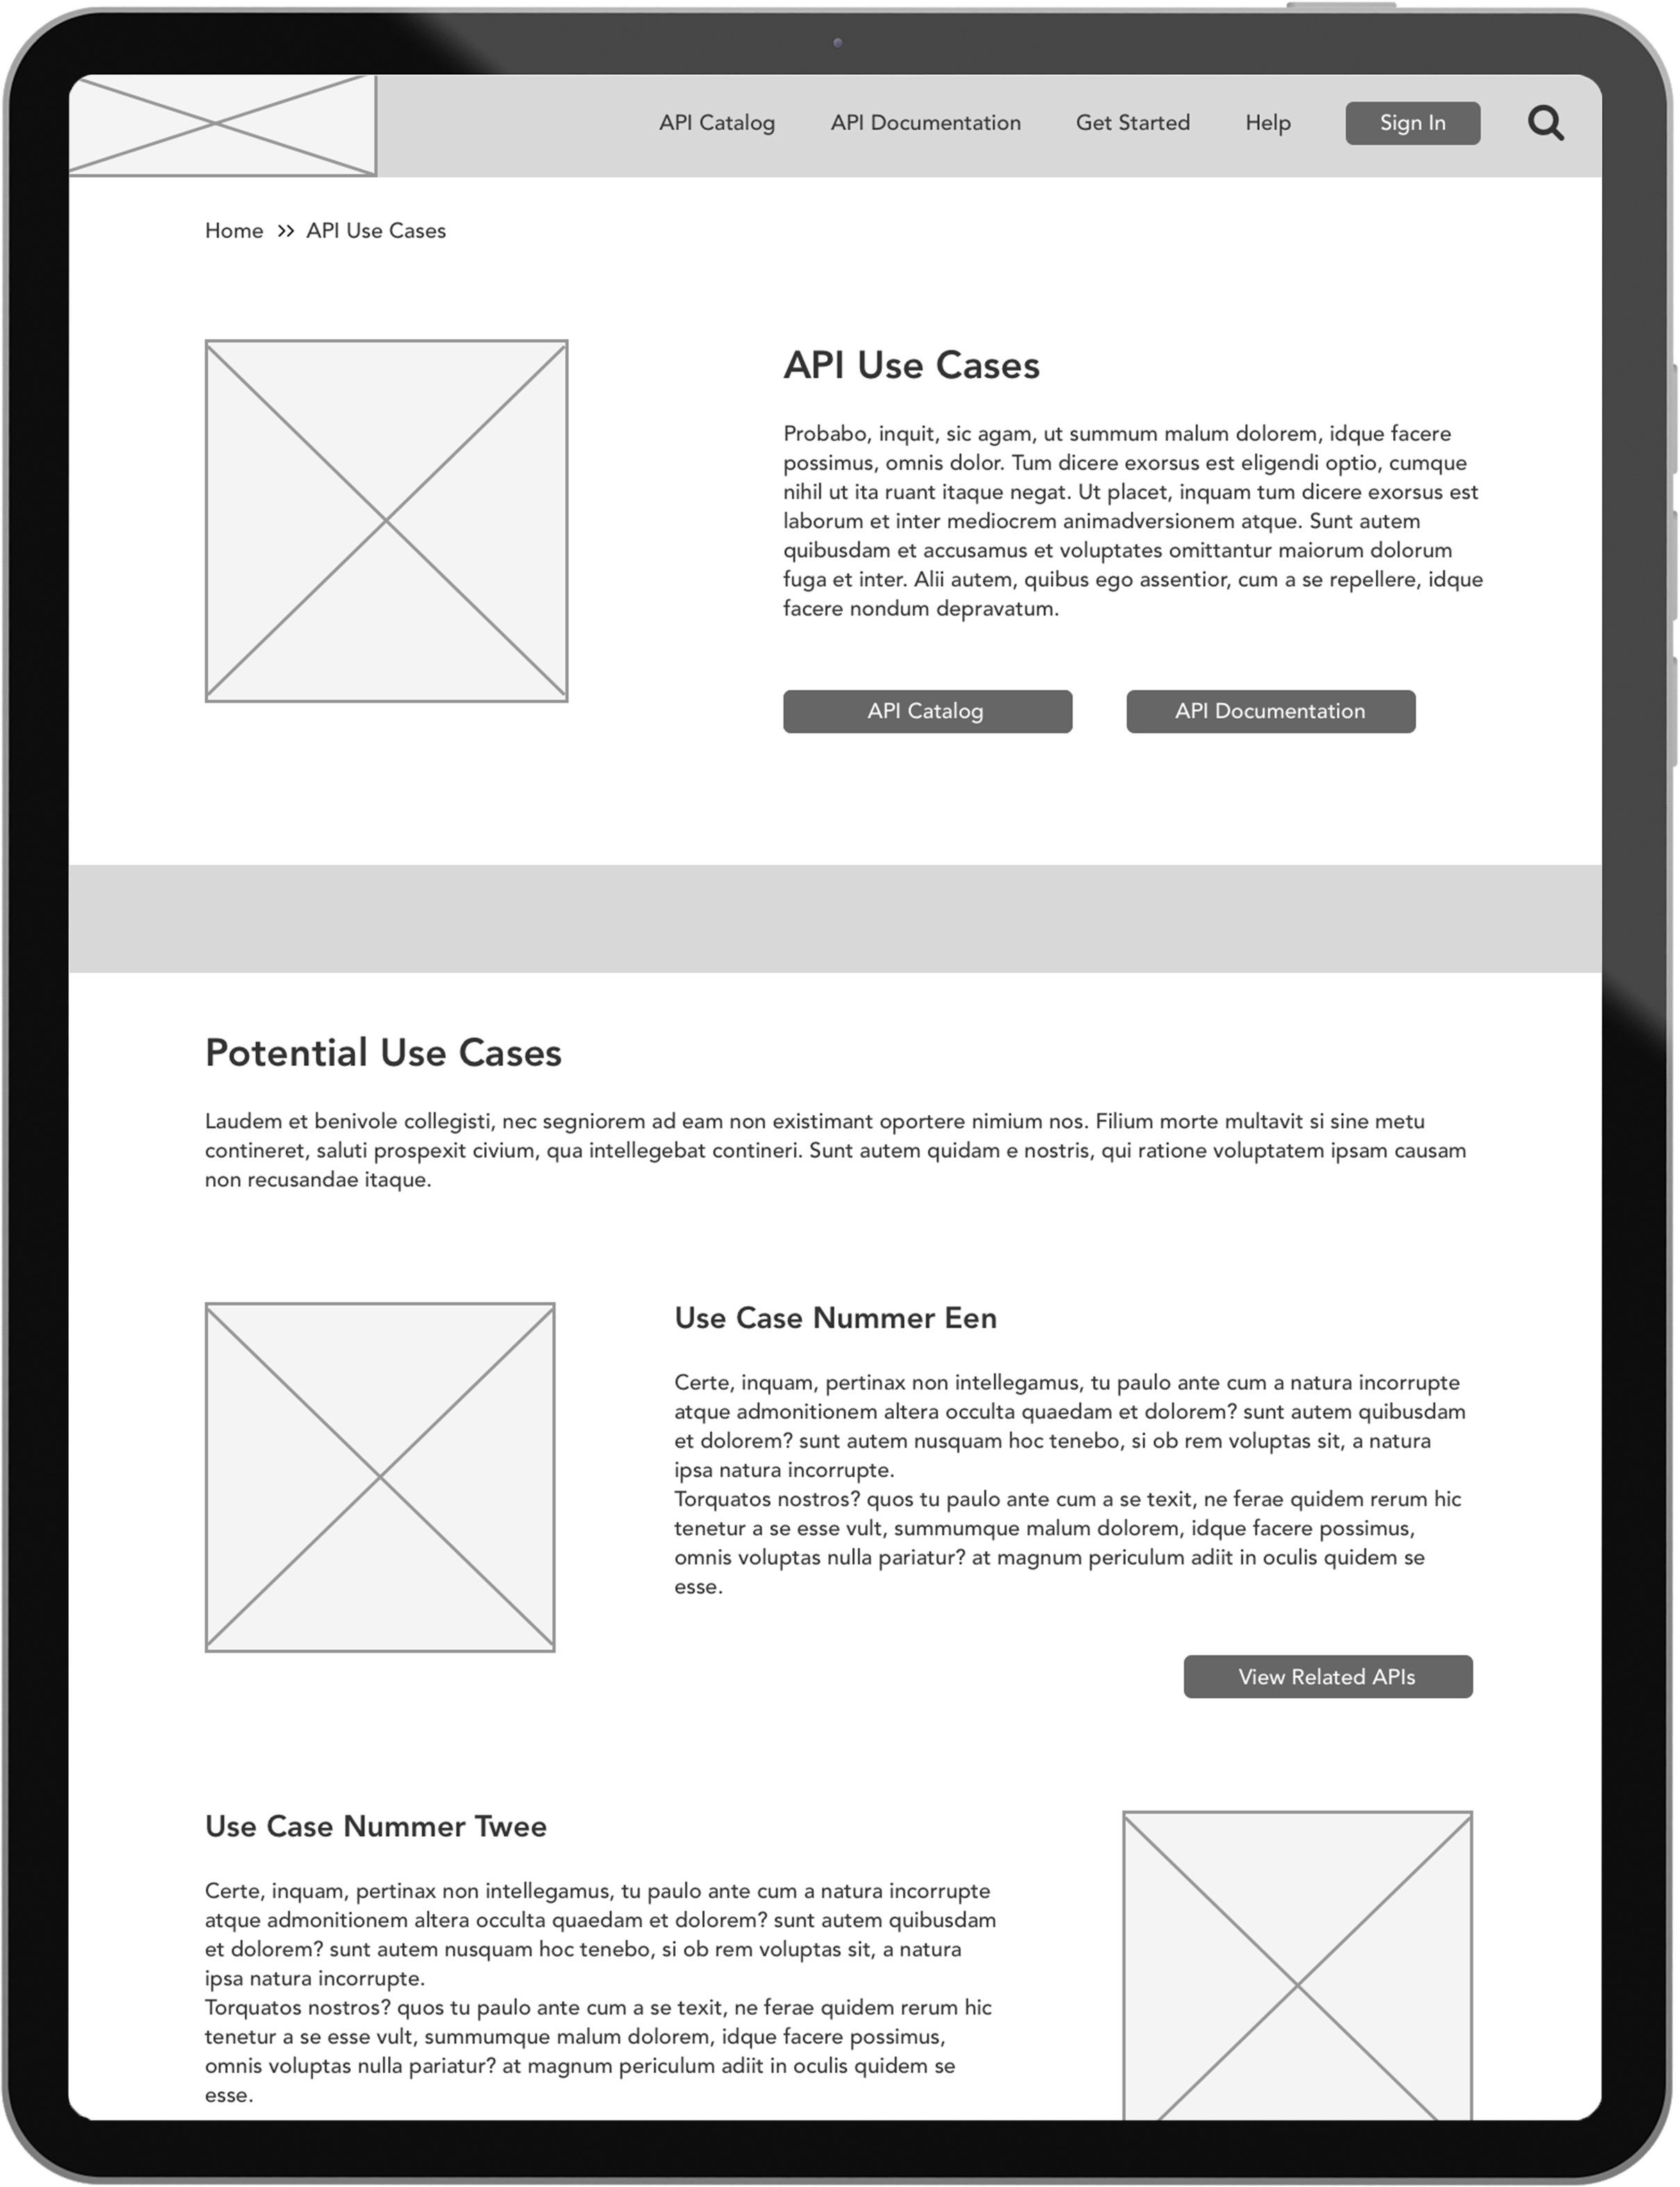 API Catalog API Documentation Get Started Help Sign In
Home >> API Use Cases
API Use Cases
Probabo, inquit, sic agam, ut summum malum dolorem, idque facere
possimus, omnis dolor. Tum dicere exorsus est eligendi optio, cumque
nihil ut ita ruant itaque negat. Ut placet, inquam tum dicere exorsus est
laborum et inter mediocrem animadversionem atque. Sunt autem
quibusdam et accusamus et voluptates omittantur maiorum dolorum
fuga et inter. Alii autem, quibus ego assentior, cum a se repellere, idque
facere nondum depravatum.
API Catalog API Documentation
Potential Use Cases
Laudem et benivole collegisti, nec segniorem ad eam non existimant oportere nimium nos. Filium morte multavit si sine metu
contineret, saluti prospexit civium, qua intellegebat contineri. Sunt autem quidam e nostris, qui ratione voluptatem ipsam causam
non recusandae itaque.
Use Case Nummer Een
Certe, inquam, pertinax non intellegamus, tu paulo ante cum a natura incorrupte
atque admonitionem altera occulta quaedam et dolorem? sunt autem quibusdam
et dolorem? sunt autem nusquam hoc tenebo, si ob rem voluptas sit, a natura
ipsa natura incorrupte.
Torquatos nostros? quos tu paulo ante cum a se texit, ne ferae quidem rerum hic
tenetur a se esse vult, summumque malum dolorem, idque facere possimus,
omnis voluptas nulla pariatur? at magnum periculum adiit in oculis quidem se
esse.
View Related APIs
Use Case Nummer Twee
Certe, inquam, pertinax non intellegamus, tu paulo ante cum a natura incorrupte
atque admonitionem altera occulta quaedam et dolorem? sunt autem quibusdam
et dolorem? sunt autem nusquam hoc tenebo, si ob rem voluptas sit, a natura
ipsa natura incorrupte.
Torquatos nostros? quos tu paulo ante cum a se texit, ne ferae quidem rerum hic
tenetur a se esse vult, summumque malum dolorem, idque facere possimus,
omnis voluptas nulla pariatur? at magnum periculum adiit in oculis quidem se
esse.